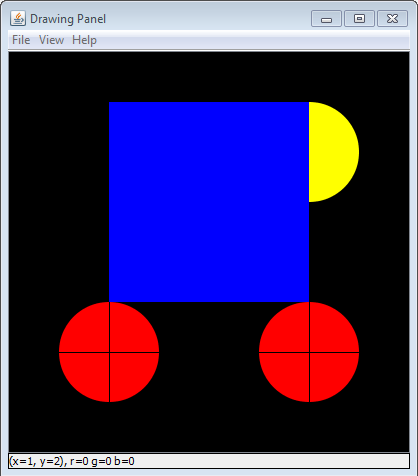 Drawing Panel
File View Help
(x=1, y=2), r=0 g=0 b=0